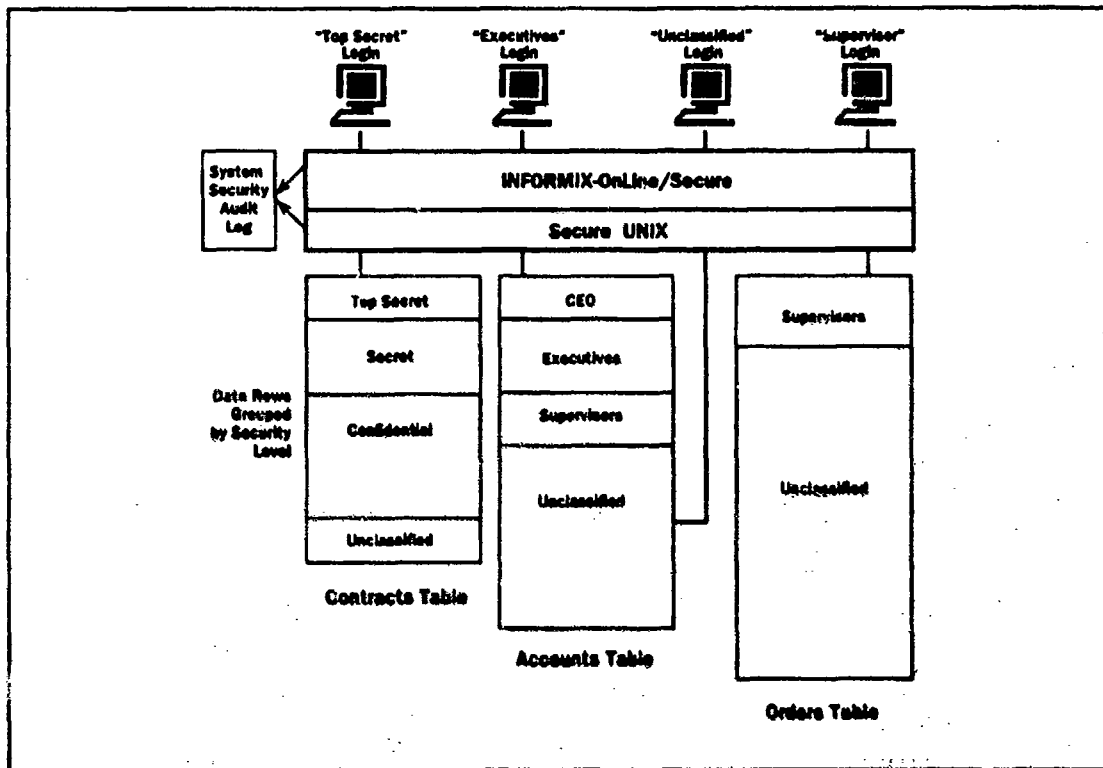 "Top Secret"
Login
"Executives"
Login
"Unclassified"
Login
"Supervisor"
Login
System
Security
Audit
Log
INFORMIX-OnLine/Secure
Secure UNIX
Top Secret
Secret
Confidential
Unclassified
Data Rows
Grouped
by Security
Level
Contracts Table
CEO
Executives
Supervisors
Unclassified
Accounts Table
Supervisors
Unclassified
Orders Table